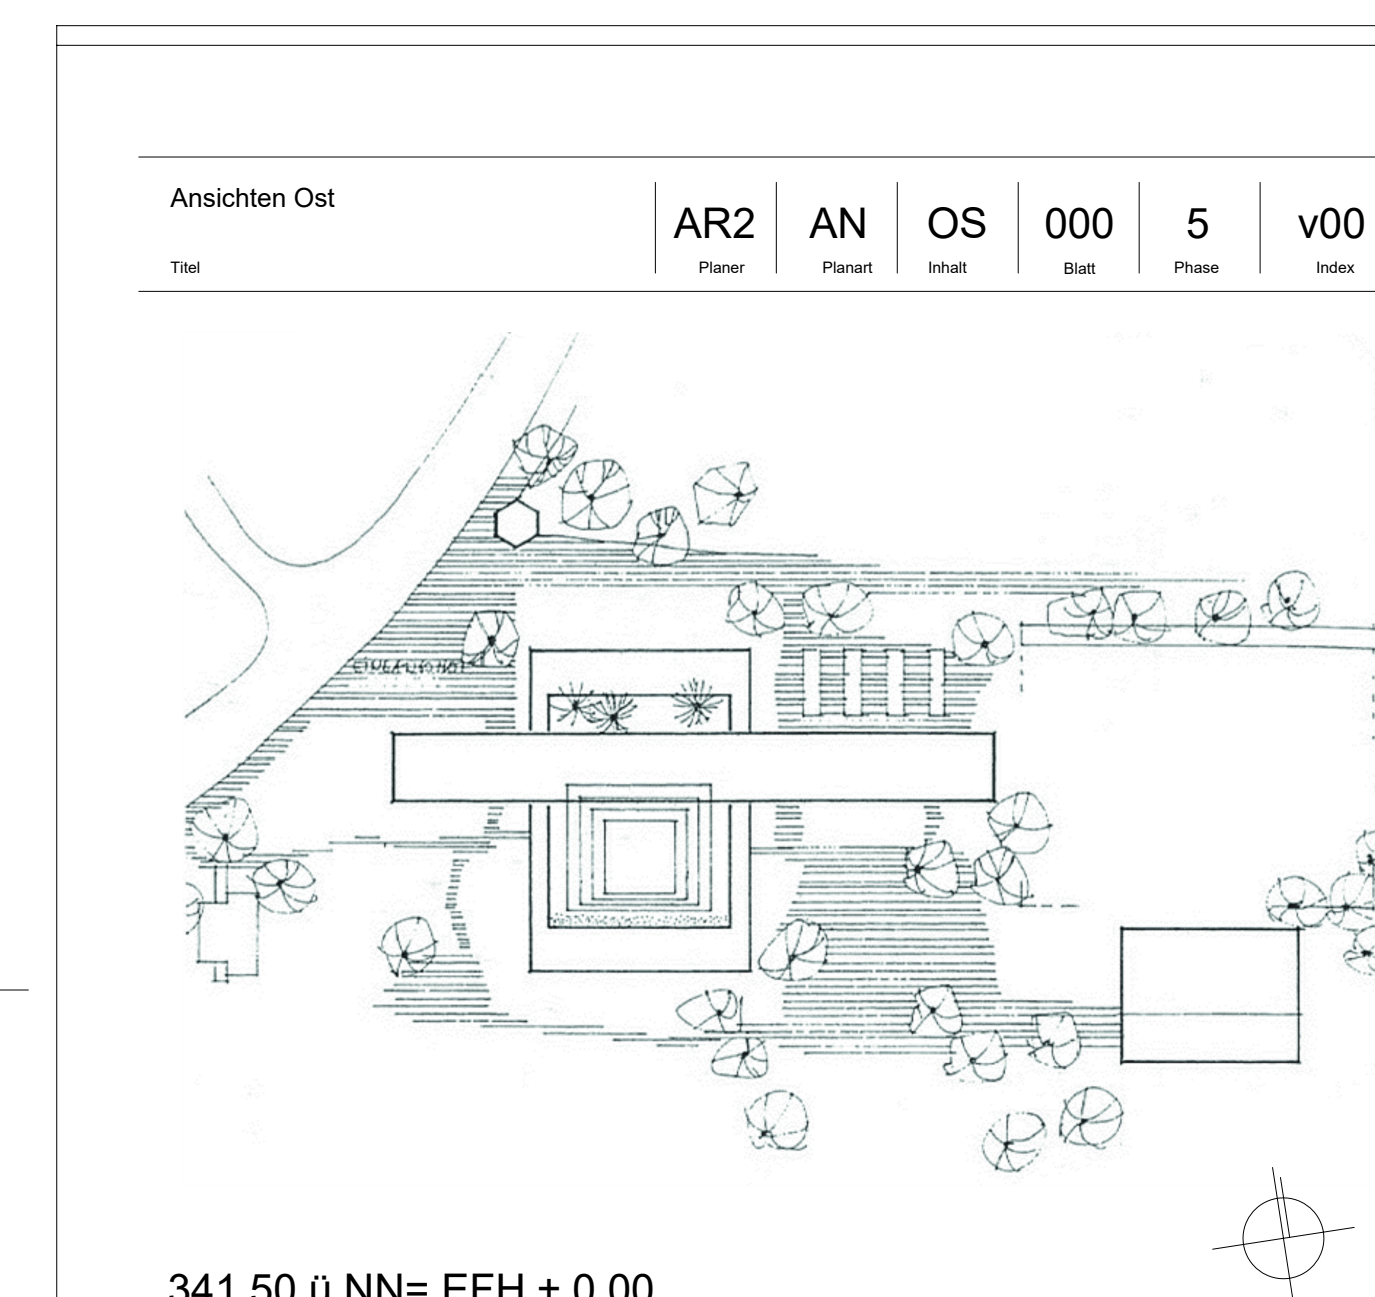 Ansichten Ost
Titel
AR2 AN OS 000 5 v00
Planer Planart Inhalt Blatt Phase Index
341.50 ü NN= EFH ± 0.00